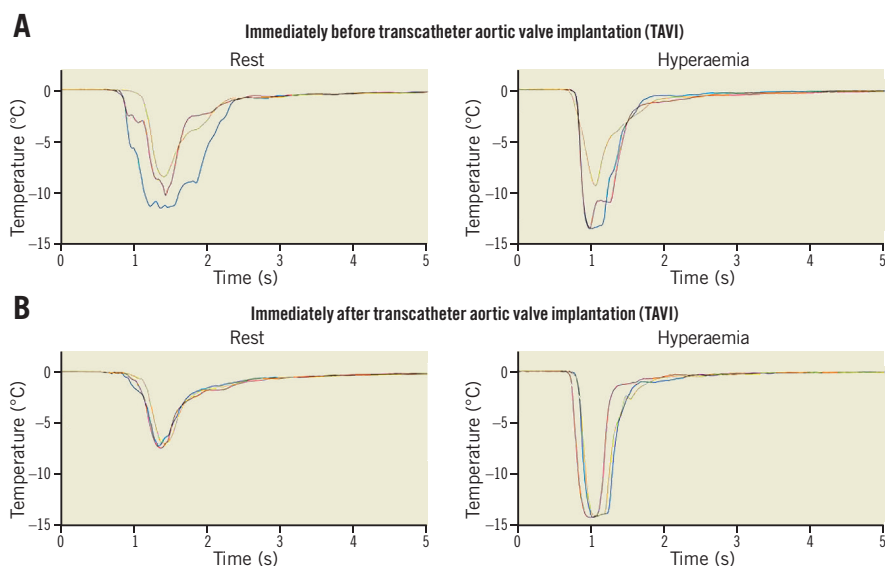 A
Immediately before transcatheter aortic valve implantation (TAVI)
Rest
Hyperaemia
Temperature (°C)
0
–5
–10
–15
0 1 2 3 4 5
Time (s)
Temperature (°C)
0
–5
–10
–15
0 1 2 3 4 5
Time (s)
B
Immediately after transcatheter aortic valve implantation (TAVI)
Rest
Hyperaemia
Temperature (°C)
0
–5
–10
–15
0 1 2 3 4 5
Time (s)
Temperature (°C)
0
–5
–10
–15
0 1 2 3 4 5
Time (s)